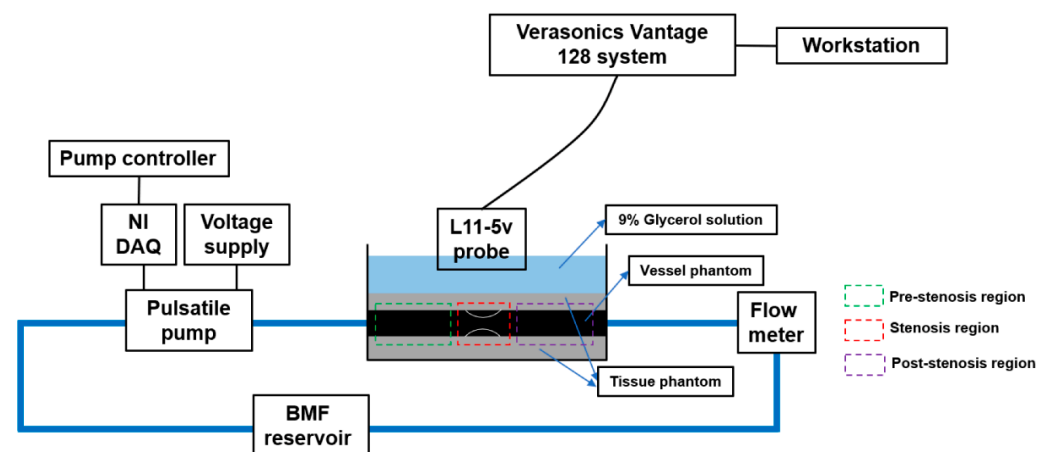 Verasonics Vantage
128 system
Workstation
Pump controller
NI
DAQ
Voltage
supply
L11-5v
probe
9% Glycerol solution
Vessel phantom
Pulsatile
pump
Flow
meter
Pre-stenosis region
Stenosis region
Post-stenosis region
Tissue phantom
BMF
reservoir